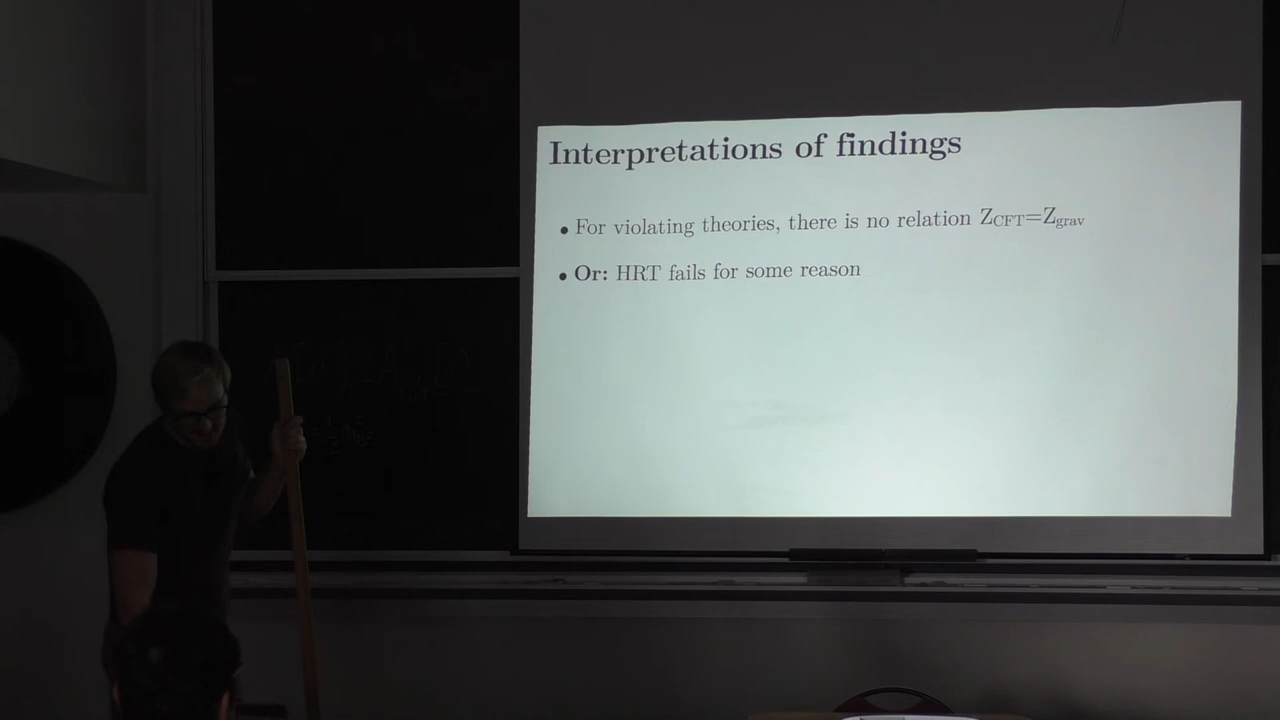 Interpretations of findings
• For violating theories, there is no relation Z_CFT=Z_grav
• Or: HRT fails for some reason